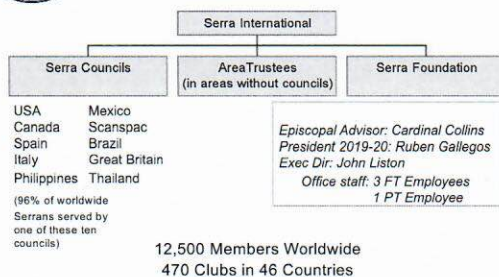 Serra International
Serra Councils
AreaTrustees
(in areas without councils)
Serra Foundation
USA Mexico
Canada Scanspac
Spain Brazil
Italy Great Britain
Philippines Thailand
(96% of worldwide
Serrans served by
one of these ten
councils)
Episcopal Advisor: Cardinal Collins
President 2019-20: Ruben Gallegos
Exec Dir: John Liston
Office staff: 3 FT Employees
1 PT Employee
12,500 Members Worldwide
470 Clubs in 46 Countries